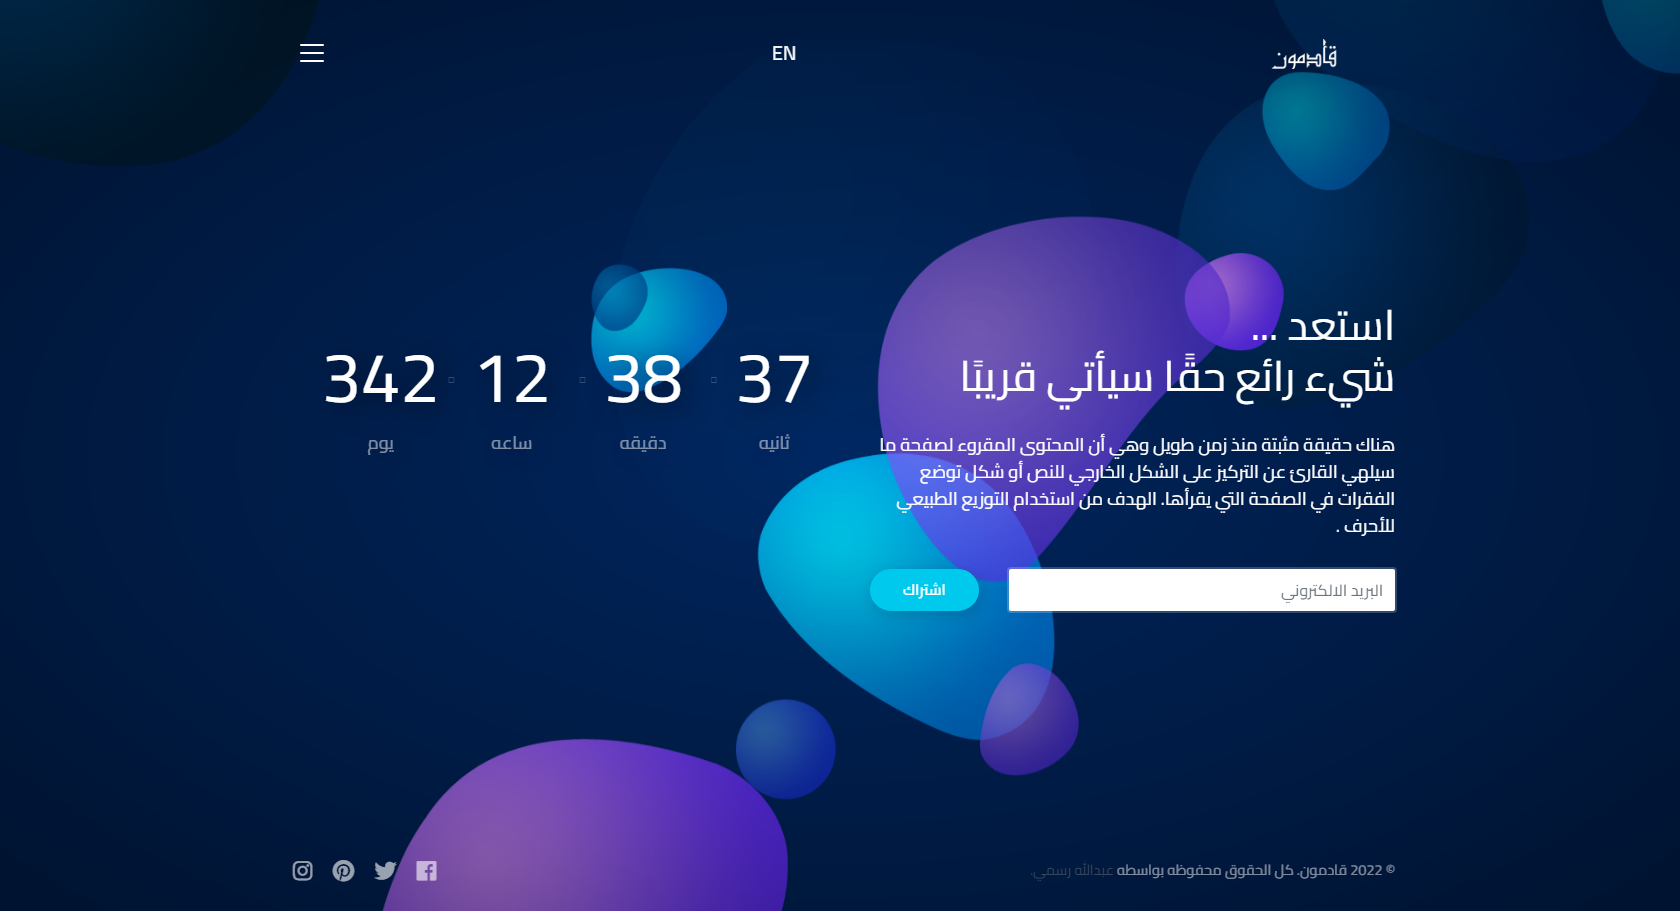 قادمون
EN
استعد ...
شيء رائع حقًا سيأتي قريبًا
هناك حقيقة مثبتة منذ زمن طويل وهي أن المحتوى المقروء لصفحة ما
سيلهي القارئ عن التركيز على الشكل الخارجي للنص أو شكل توضع
الفقرات في الصفحة التي يقرأها. الهدف من استخدام التوزيع الطبيعي
للأحرف .
البريد الالكتروني
اشتراك
37
ثانيه
38
دقيقه
12
ساعه
342
يوم
© 2022 قادمون. كل الحقوق محفوظه بواسطه عبدالله رسمي.